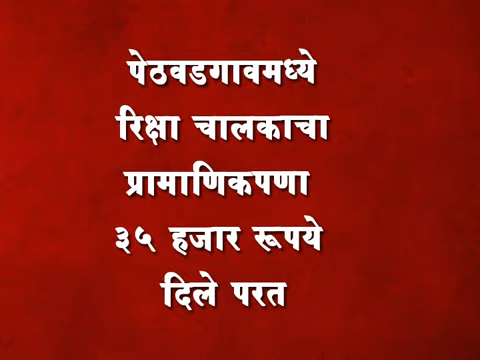 पेठवडगावमध्ये
रिक्षा चालकाचा
प्रामाणिकपणा
३५ हजार रूपये
दिले परत